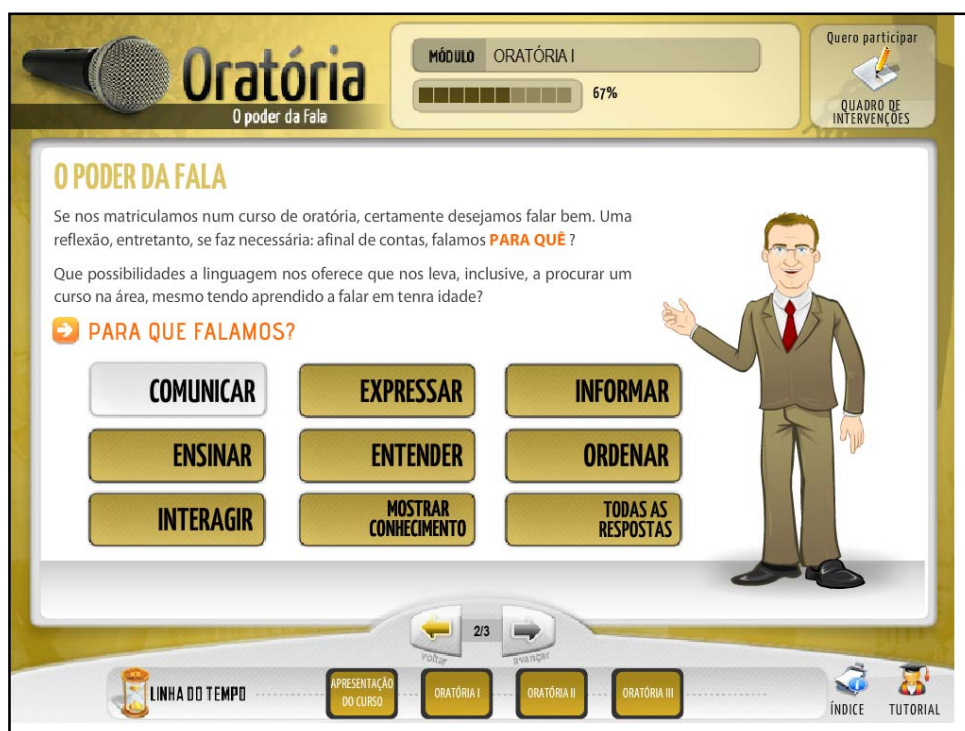 Oratória
O poder da Fala
MÓDULO ORATÓRIA I
67%
Quero participar
QUADRO DE
INTERVENÇÕES
O PODER DA FALA
Se nos matriculamos num curso de oratória, certamente desejamos falar bem. Uma
reflexão, entretanto, se faz necessária: afinal de contas, falamos PARA QUÊ ?
Que possibilidades a linguagem nos oferece que nos leva, inclusive, a procurar um
curso na área, mesmo tendo aprendido a falar em tenra idade?
PARA QUE FALAMOS?
COMUNICAR
EXPRESSAR
INFORMAR
ENSINAR
ENTENDER
ORDENAR
INTERAGIR
MOSTRAR
CONHECIMENTO
TODAS AS
RESPOSTAS
2/3
voltar
avançar
LINHA DO TEMPO
APRESENTAÇÃO
DO CURSO
ORATÓRIA I
ORATÓRIA II
ORATÓRIA III
ÍNDICE
TUTORIAL